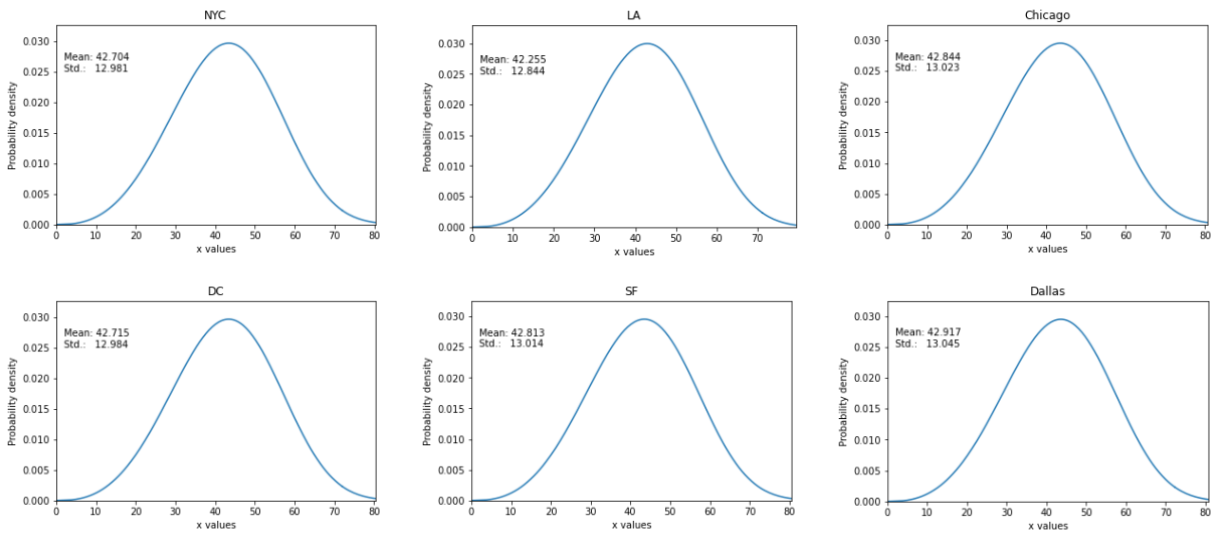 NYC
Mean: 42.704
Std.: 12.981
Probability density
0.030
0.025
0.020
0.015
0.010
0.005
0.000
0 10 20 30 40 50 60 70 80
x values
LA
Mean: 42.255
Std.: 12.844
Probability density
0.030
0.025
0.020
0.015
0.010
0.005
0.000
0 10 20 30 40 50 60 70
x values
Chicago
Mean: 42.844
Std.: 13.023
Probability density
0.030
0.025
0.020
0.015
0.010
0.005
0.000
0 10 20 30 40 50 60 70 80
x values
DC
Mean: 42.715
Std.: 12.984
Probability density
0.030
0.025
0.020
0.015
0.010
0.005
0.000
0 10 20 30 40 50 60 70 80
x values
SF
Mean: 42.813
Std.: 13.014
Probability density
0.030
0.025
0.020
0.015
0.010
0.005
0.000
0 10 20 30 40 50 60 70 80
x values
Dallas
Mean: 42.917
Std.: 13.045
Probability density
0.030
0.025
0.020
0.015
0.010
0.005
0.000
0 10 20 30 40 50 60 70 80
x values